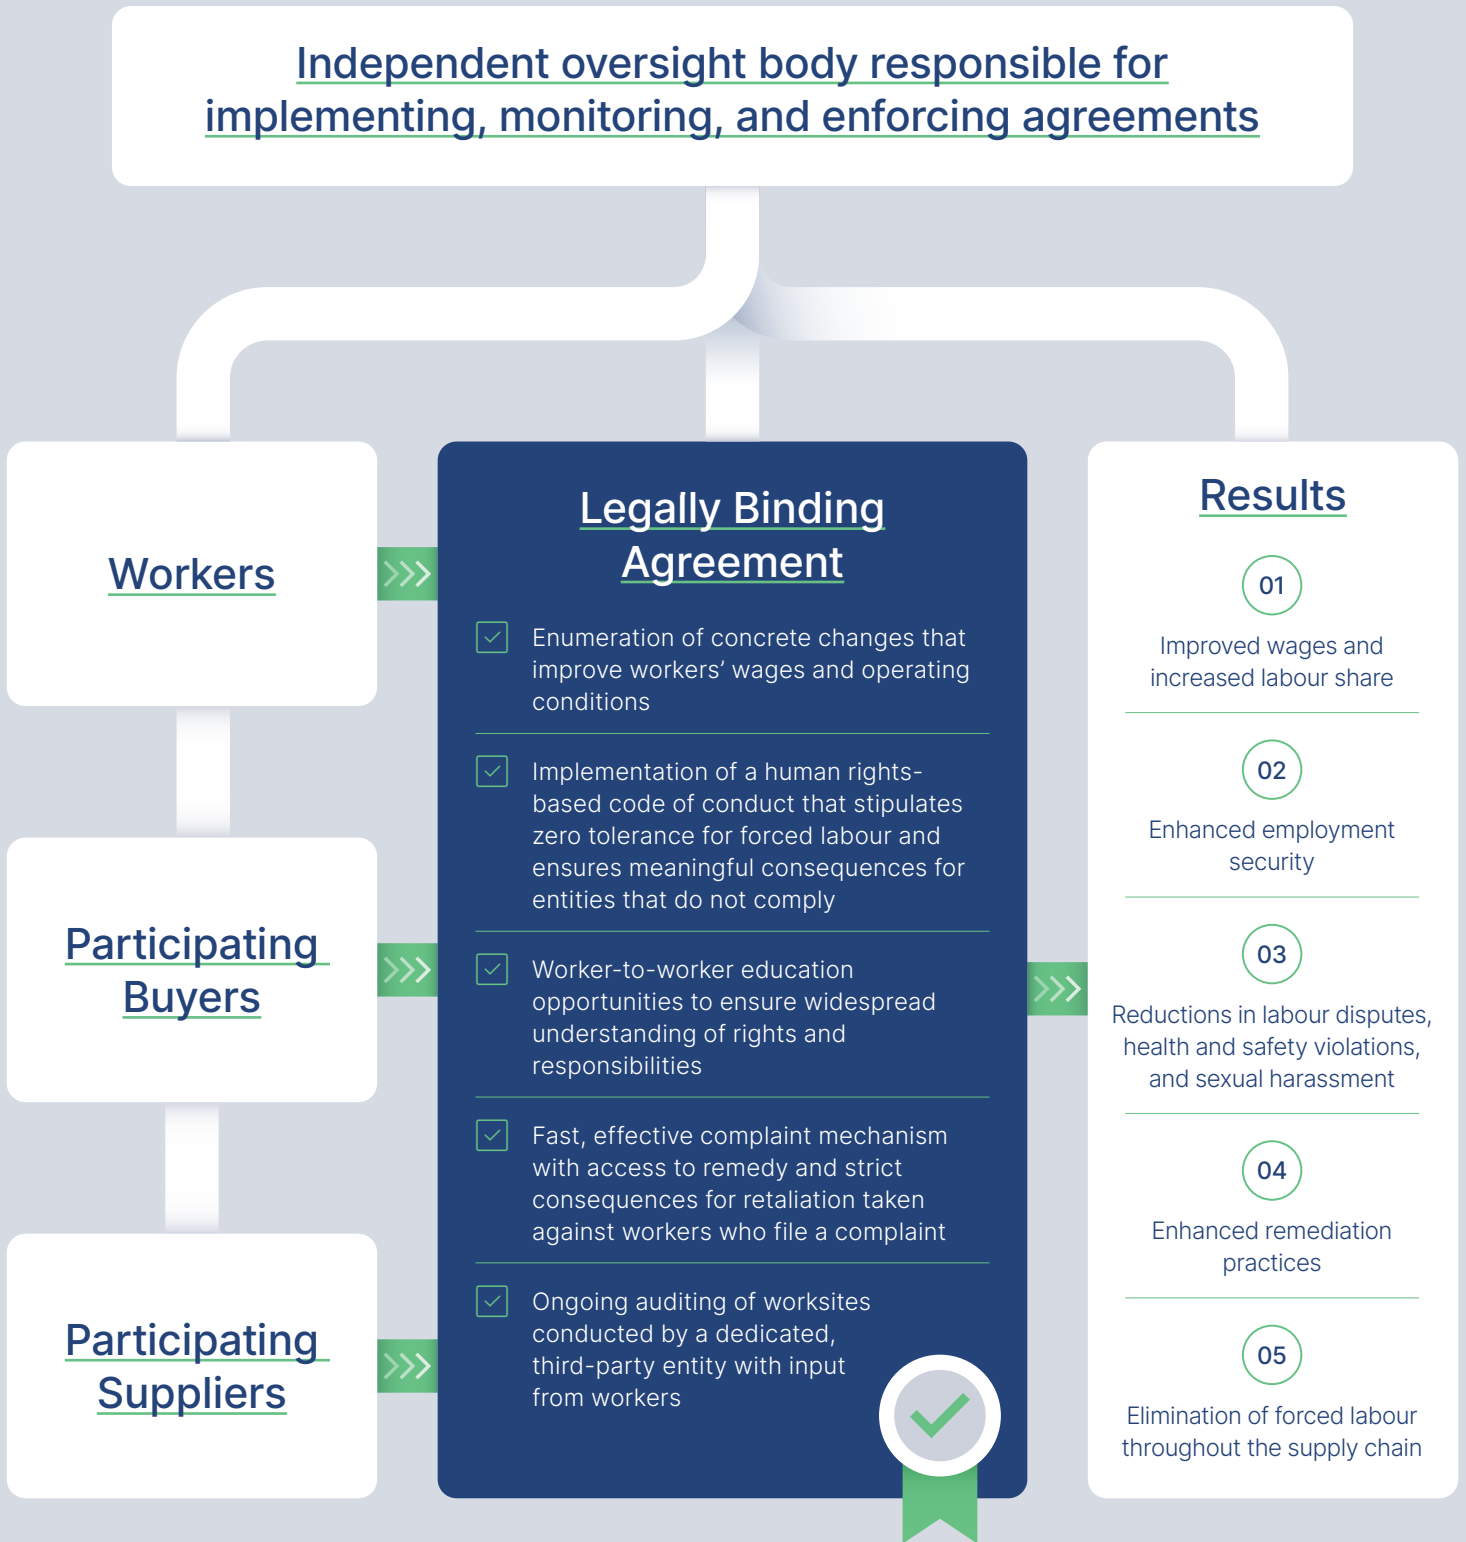 Independent oversight body responsible for
implementing, monitoring, and enforcing agreements
Workers
Participating
Buyers
Participating
Suppliers
Legally Binding
Agreement
Enumeration of concrete changes that
improve workers’ wages and operating
conditions
Implementation of a human rights-
based code of conduct that stipulates
zero tolerance for forced labour and
ensures meaningful consequences for
entities that do not comply
Worker-to-worker education
opportunities to ensure widespread
understanding of rights and
responsibilities
Fast, effective complaint mechanism
with access to remedy and strict
consequences for retaliation taken
against workers who file a complaint
Ongoing auditing of worksites
conducted by a dedicated,
third-party entity with input
from workers
Results
01
Improved wages and
increased labour share
02
Enhanced employment
security
03
Reductions in labour disputes,
health and safety violations,
and sexual harassment
04
Enhanced remediation
practices
05
Elimination of forced labour
throughout the supply chain